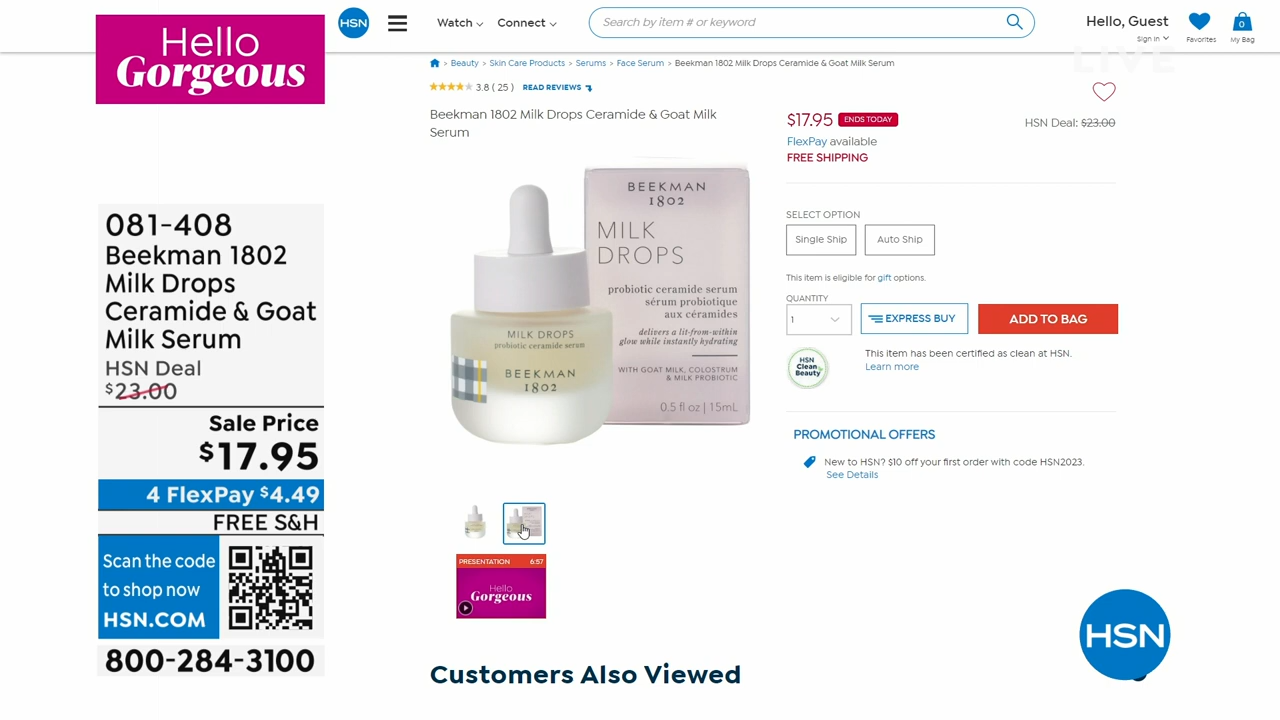 Hello
Gorgeous
HSN
Watch
Connect
Search by item # or keyword
Hello, Guest
Sign In
Favorites
0
My Bag
LIVE
> Beauty > Skin Care Products > Serums > Face Serum > Beekman 1802 Milk Drops Ceramide & Goat Milk Serum
3.8 ( 25 ) READ REVIEWS
Beekman 1802 Milk Drops Ceramide & Goat Milk
Serum
$17.95 ENDS TODAY
HSN Deal: $23.00
FlexPay available
FREE SHIPPING
SELECT OPTION
Single Ship
Auto Ship
This item is eligible for gift options.
QUANTITY
1
EXPRESS BUY
ADD TO BAG
HSN
Clean
Beauty
This item has been certified as clean at HSN.
Learn more
PROMOTIONAL OFFERS
New to HSN? $10 off your first order with code HSN2023.
See Details
BEEKMAN
1802
MILK
DROPS
probiotic ceramide serum
sérum probiotique
aux céramides
delivers a lit-from-within
glow while instantly hydrating
WITH GOAT MILK, COLOSTRUM
& MILK PROBIOTIC
0.5 fl oz | 15mL
MILK DROPS
probiotic ceramide serum
BEEKMAN
1802
PRESENTATION 6:57
Hello
Gorgeous
Customers Also Viewed
081-408
Beekman 1802
Milk Drops
Ceramide & Goat
Milk Serum
HSN Deal
$23.00
Sale Price
$17.95
4 FlexPay $4.49
FREE S&H
Scan the code
to shop now
HSN.COM
800-284-3100
HSN